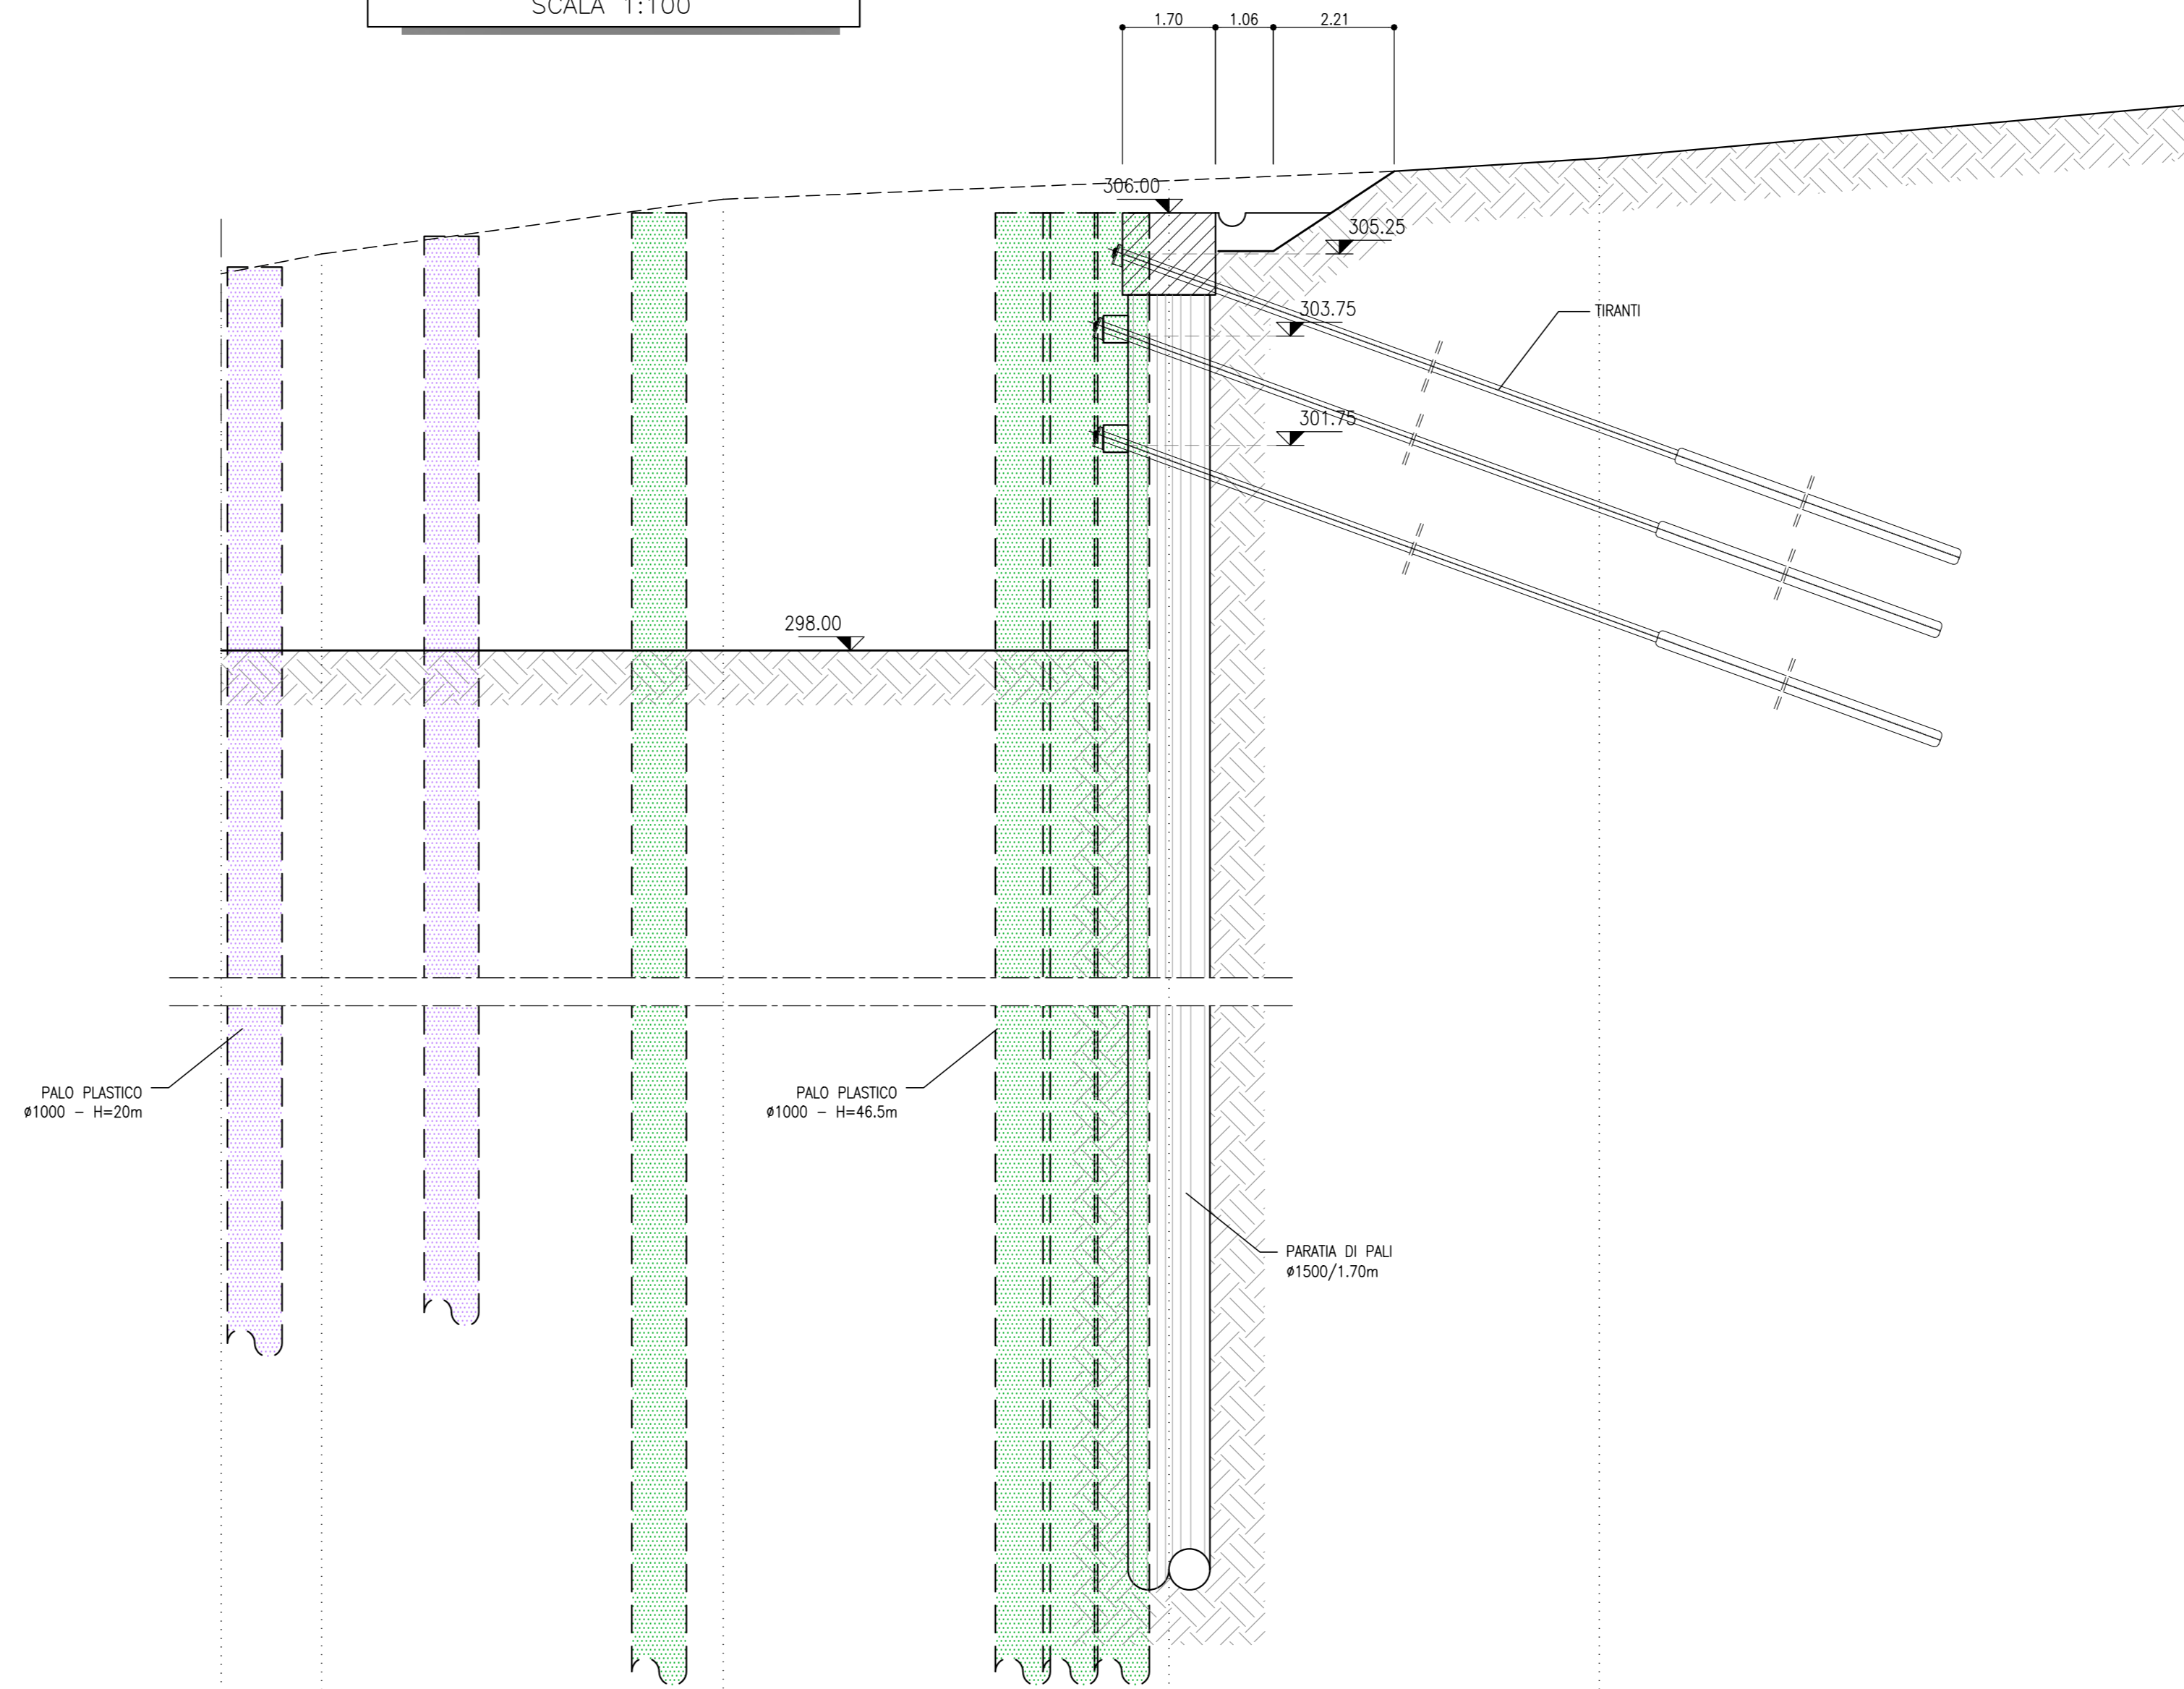 SCALA 1:100
1.70
1.06
2.21
306.00
305.25
303.75
TIRANTI
301.75
298.00
PALO PLASTICO
ø1000 - H=20m
PALO PLASTICO
ø1000 - H=46.5m
PARATIA DI PALI
ø1500/1.70m